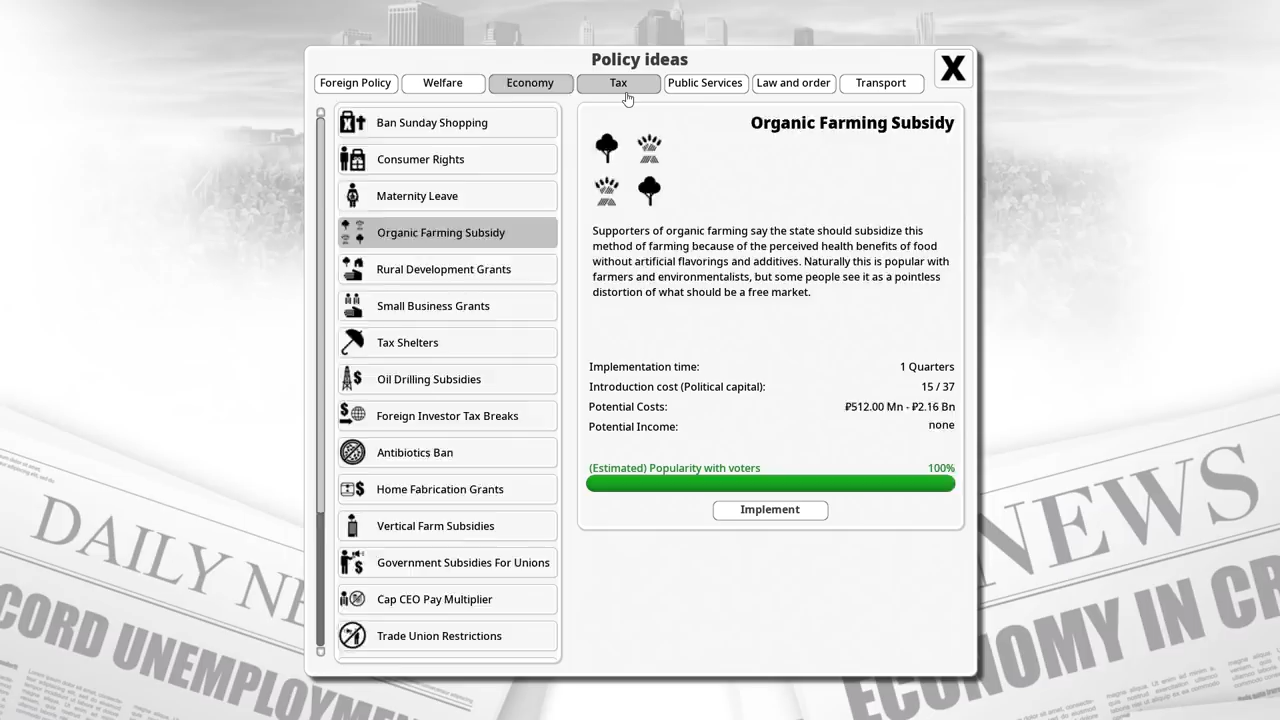 Policy ideas
X
Foreign Policy
Welfare
Economy
Tax
Public Services
Law and order
Transport
Ban Sunday Shopping
Consumer Rights
Maternity Leave
Organic Farming Subsidy
Rural Development Grants
Small Business Grants
Tax Shelters
Oil Drilling Subsidies
Foreign Investor Tax Breaks
Antibiotics Ban
Home Fabrication Grants
Vertical Farm Subsidies
Government Subsidies For Unions
Cap CEO Pay Multiplier
Trade Union Restrictions
Organic Farming Subsidy
Supporters of organic farming say the state should subsidize this
method of farming because of the perceived health benefits of food
without artificial flavorings and additives. Naturally this is popular with
farmers and environmentalists, but some people see it as a pointless
distortion of what should be a free market.
Implementation time: 1 Quarters
Introduction cost (Political capital): 15 / 37
Potential Costs: ₽512.00 Mn - ₽2.16 Bn
Potential Income: none
(Estimated) Popularity with voters 100%
Implement
DAILY NE
CORD UNEMPLOYM
NEWS
ECONOMY IN CR